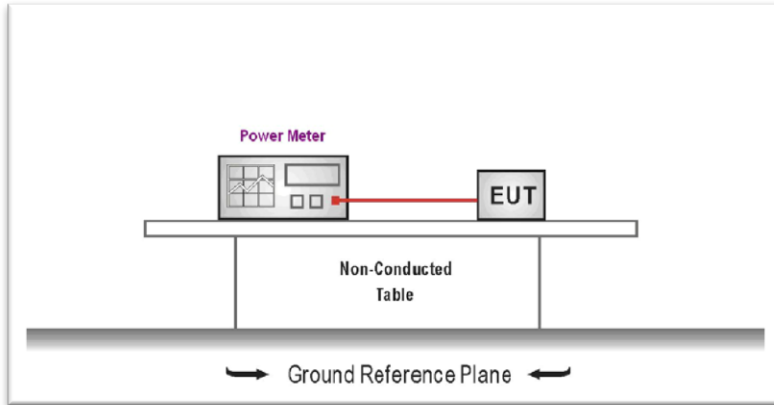 Power Meter
EUT
Non-Conducted
Table
Ground Reference Plane